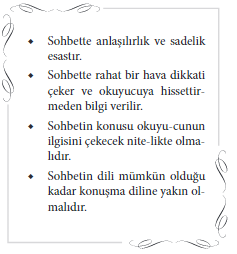 Sohbette anlaşılırlık ve sadelik
esastır.
Sohbette rahat bir hava dikkati
çeker ve okuyucuya hissettir-
meden bilgi verilir.
Sohbetin konusu okuyu-cunun
ilgisini çekecek nite-likte olma-
lıdır.
Sohbetin dili mümkün olduğu
kadar konuşma diline yakın ol-
malıdır.